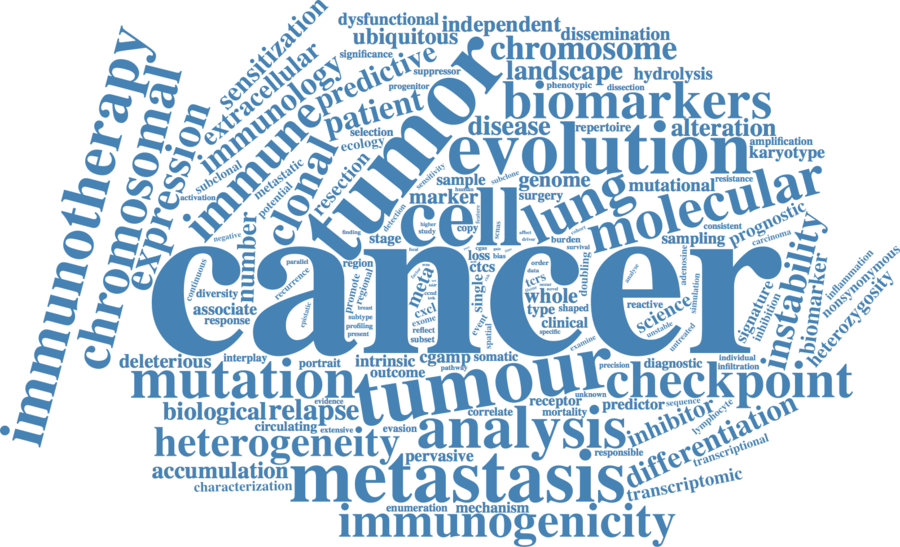 dysfunctional
independent
ubiquitous
dissemination
sensitization
significance
chromosome
extracellular
predictive
suppressor
landscape
hydrolysis
immunology
progenitor
phenotypic
dissection
immunotherapy
chromosomal
expression
patient
tumor
biomarkers
selection
ecology
disease
repertoire
alteration
immune
clonal
resection
evolution
amplification
karyotype
subclonal
metastatic
potential
activation
sensitivity
sample
subclone
genome
mutational
resistance
marker
human
surgery
lung
molecular
detection
cell
negative
number
finding
stage
higher
study
copy
feature
affect
driver
cohort
burden
survival
sampling
consistent
prognostic
carcinoma
cancer
continuous
parallel
recurrence
diversity
associate
response
epistatic
region
promote
regional
breast
subtype
profiling
present
meta
cxcl
exome
reflect
subset
loss
ctcs
cgas
gene
bias
single
event
spatial
order
data
tcrs
whole
type
shaped
clinical
specific
doubling
analyse
adenosine
reactive
science
unstable
simulation
untreated
examine
signature
inhibition
instability
biomarker
inflammation
nonsynonymous
heterozygosity
deleterious
interplay
portrait
intrinsic
outcome
cgamp
pathway
somatic
precision
diagnostic
individual
infiltration
mutation
tumour
checkpoint
unknown
biological
relapse
evidence
circulating
extensive
evasion
correlate
receptor
mortality
predictor
sequence
lymphocyte
inhibitor
heterogeneity
analysis
responsible
differentiation
transcriptional
pervasive
accumulation
characterization
metastasis
transcriptomic
enumeration
mechanism
immunogenicity